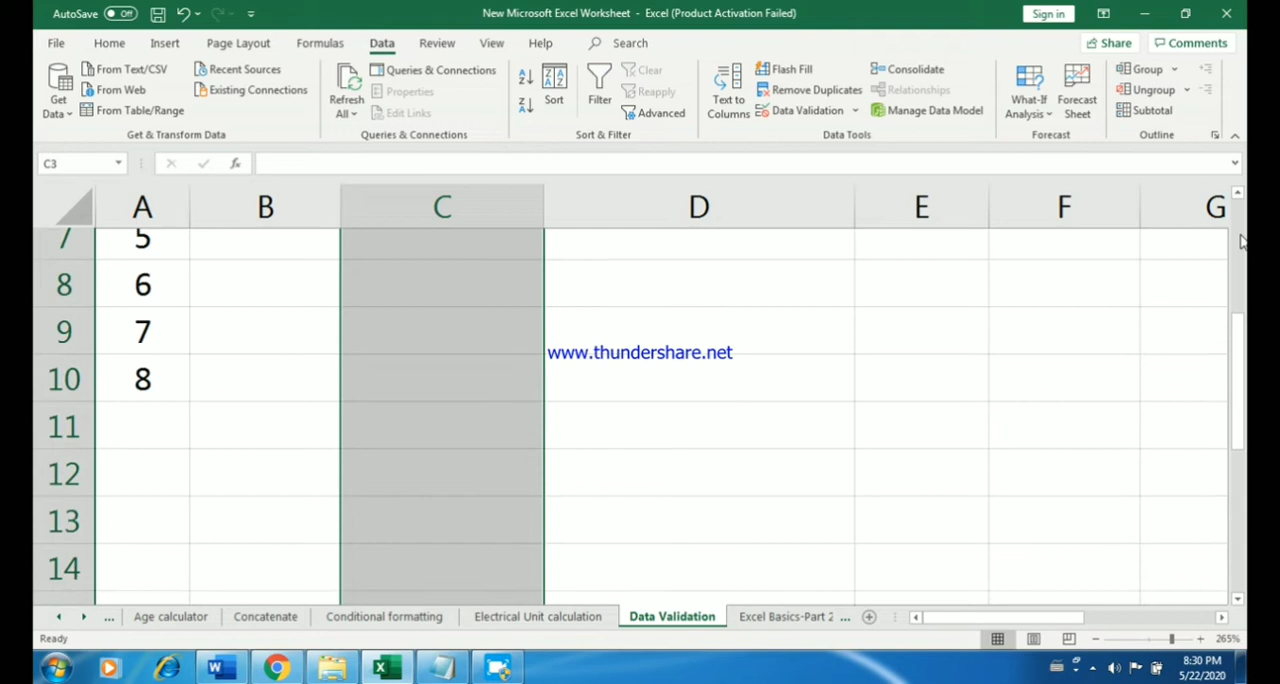 AutoSave Off New Microsoft Excel Worksheet - Excel (Product Activation Failed) Sign in
File Home Insert Page Layout Formulas Data Review View Help Search Share Comments
Get Data
From Text/CSV
From Web
From Table/Range
Recent Sources
Existing Connections
Get & Transform Data
Refresh All
Queries & Connections
Properties
Edit Links
Queries & Connections
Sort
Filter
Clear
Reapply
Advanced
Sort & Filter
Text to Columns
Flash Fill
Remove Duplicates
Data Validation
Consolidate
Relationships
Manage Data Model
Data Tools
What-If Analysis
Forecast Sheet
Forecast
Group
Ungroup
Subtotal
Outline
C3 fx
A B C D E F G
7 5
8 6
9 7
www.thundershare.net
10 8
11
12
13
14
... Age calculator Concatenate Conditional formatting Electrical Unit calculation Data Validation Excel Basics-Part 2 ...
Ready 265%
8:30 PM
5/22/2020